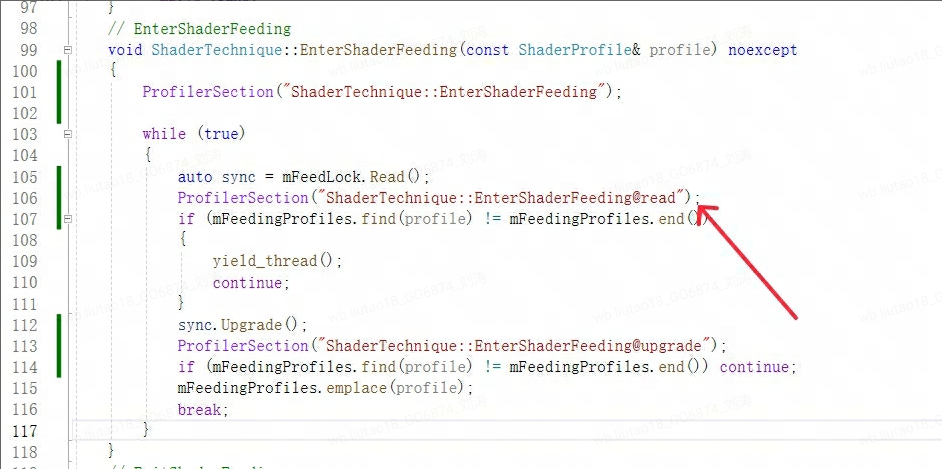 97 }
98 // EnterShaderFeeding
99 void ShaderTechnique::EnterShaderFeeding(const ShaderProfile& profile) noexcept
100 {
101 ProfilerSection("ShaderTechnique::EnterShaderFeeding");
102
103 while (true)
104 {
105 auto sync = mFeedLock.Read();
106 ProfilerSection("ShaderTechnique::EnterShaderFeeding@read");
107 if (mFeedingProfiles.find(profile) != mFeedingProfiles.end())
108 {
109 yield_thread();
110 continue;
111 }
112 sync.Upgrade();
113 ProfilerSection("ShaderTechnique::EnterShaderFeeding@upgrade");
114 if (mFeedingProfiles.find(profile) != mFeedingProfiles.end()) continue;
115 mFeedingProfiles.emplace(profile);
116 break;
117 }
118 }